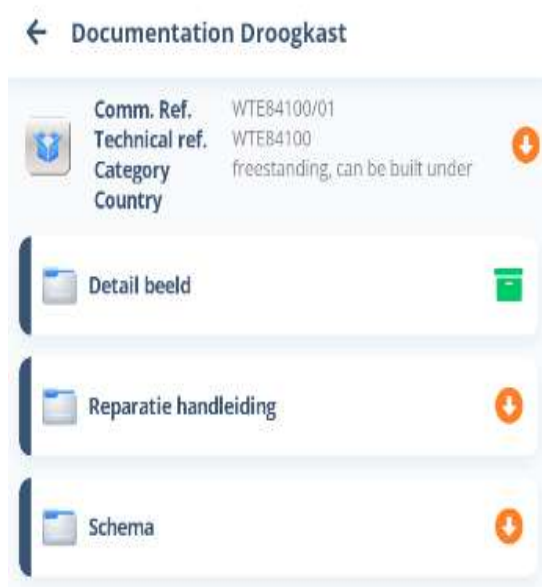 Documentation Droogkast
Comm. Ref. WTE84100/01
Technical ref. WTE84100
Category freestanding, can be built under
Country
Detail beeld
Reparatie handleiding
Schema